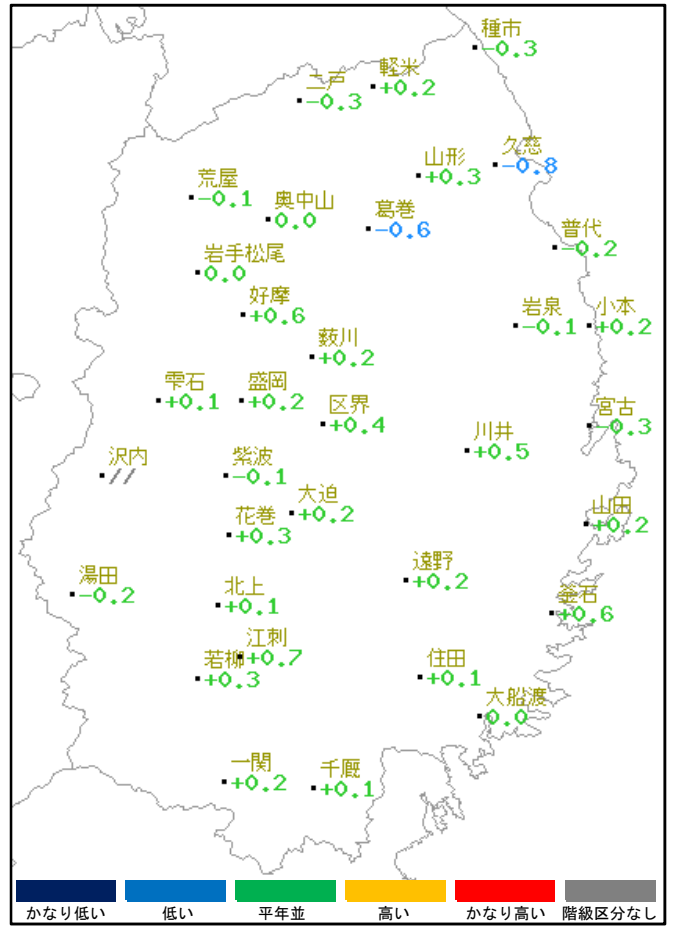 種市
-0.3
軽米
+0.2
二戸
-0.3
久慈
-0.8
山形
+0.3
荒屋
-0.1
奥中山
0.0
葛巻
-0.6
普代
-0.2
岩手松尾
0.0
好摩
+0.6
岩泉
-0.1
小本
+0.2
薮川
+0.2
雫石
+0.1
盛岡
+0.2
区界
+0.4
宮古
-0.3
川井
+0.5
沢内
//
紫波
-0.1
大迫
+0.2
山田
+0.2
花巻
+0.3
遠野
+0.2
湯田
-0.2
北上
+0.1
釜石
+0.6
江刺
+0.7
若柳
+0.3
住田
+0.1
大船渡
0.0
一関
+0.2
千厩
+0.1
かなり低い 低い 平年並 高い かなり高い 階級区分なし